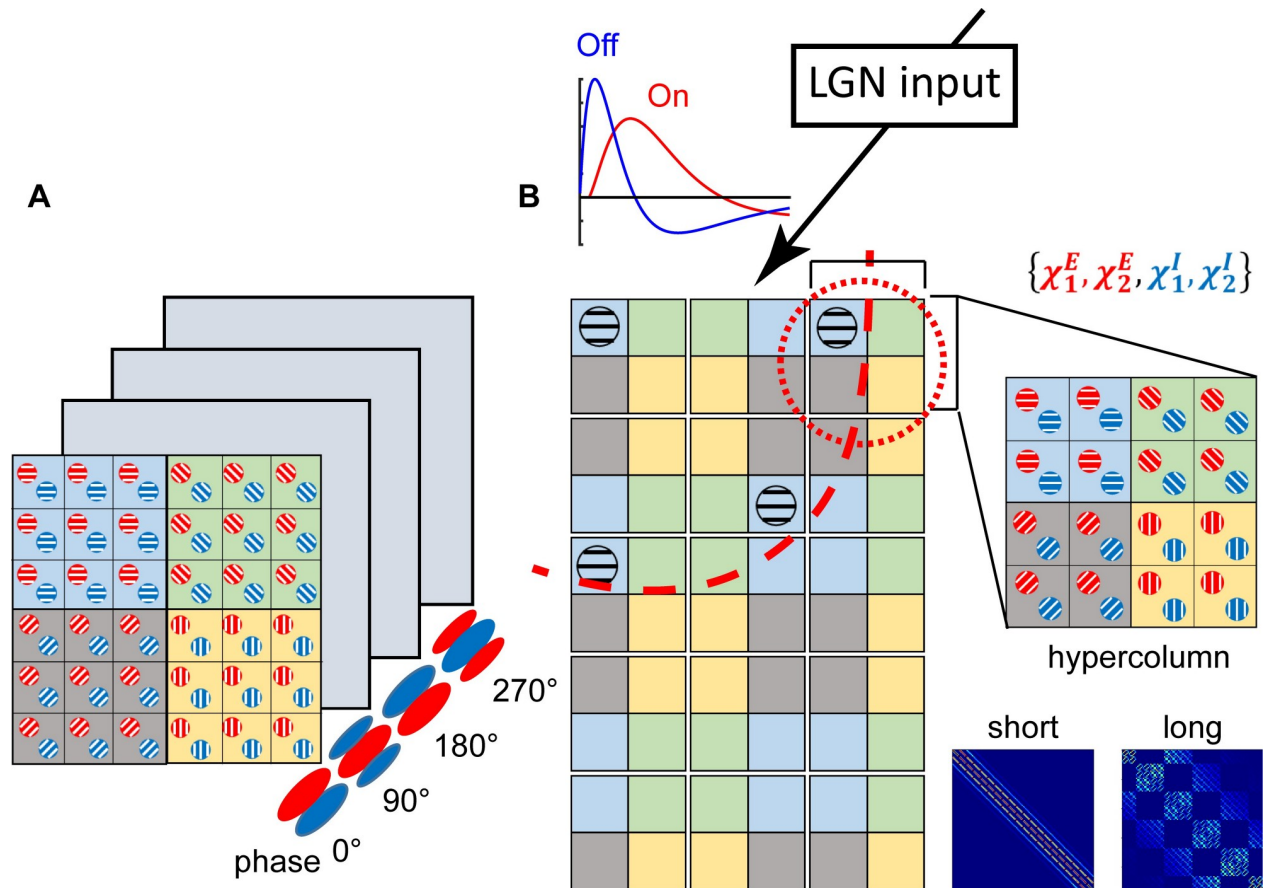 Off
LGN input
On
A
B
{χ₁ᴱ, χ₂ᴱ, χ₁ᴵ, χ₂ᴵ}
hypercolumn
270°
180°
90°
phase 0°
short
long